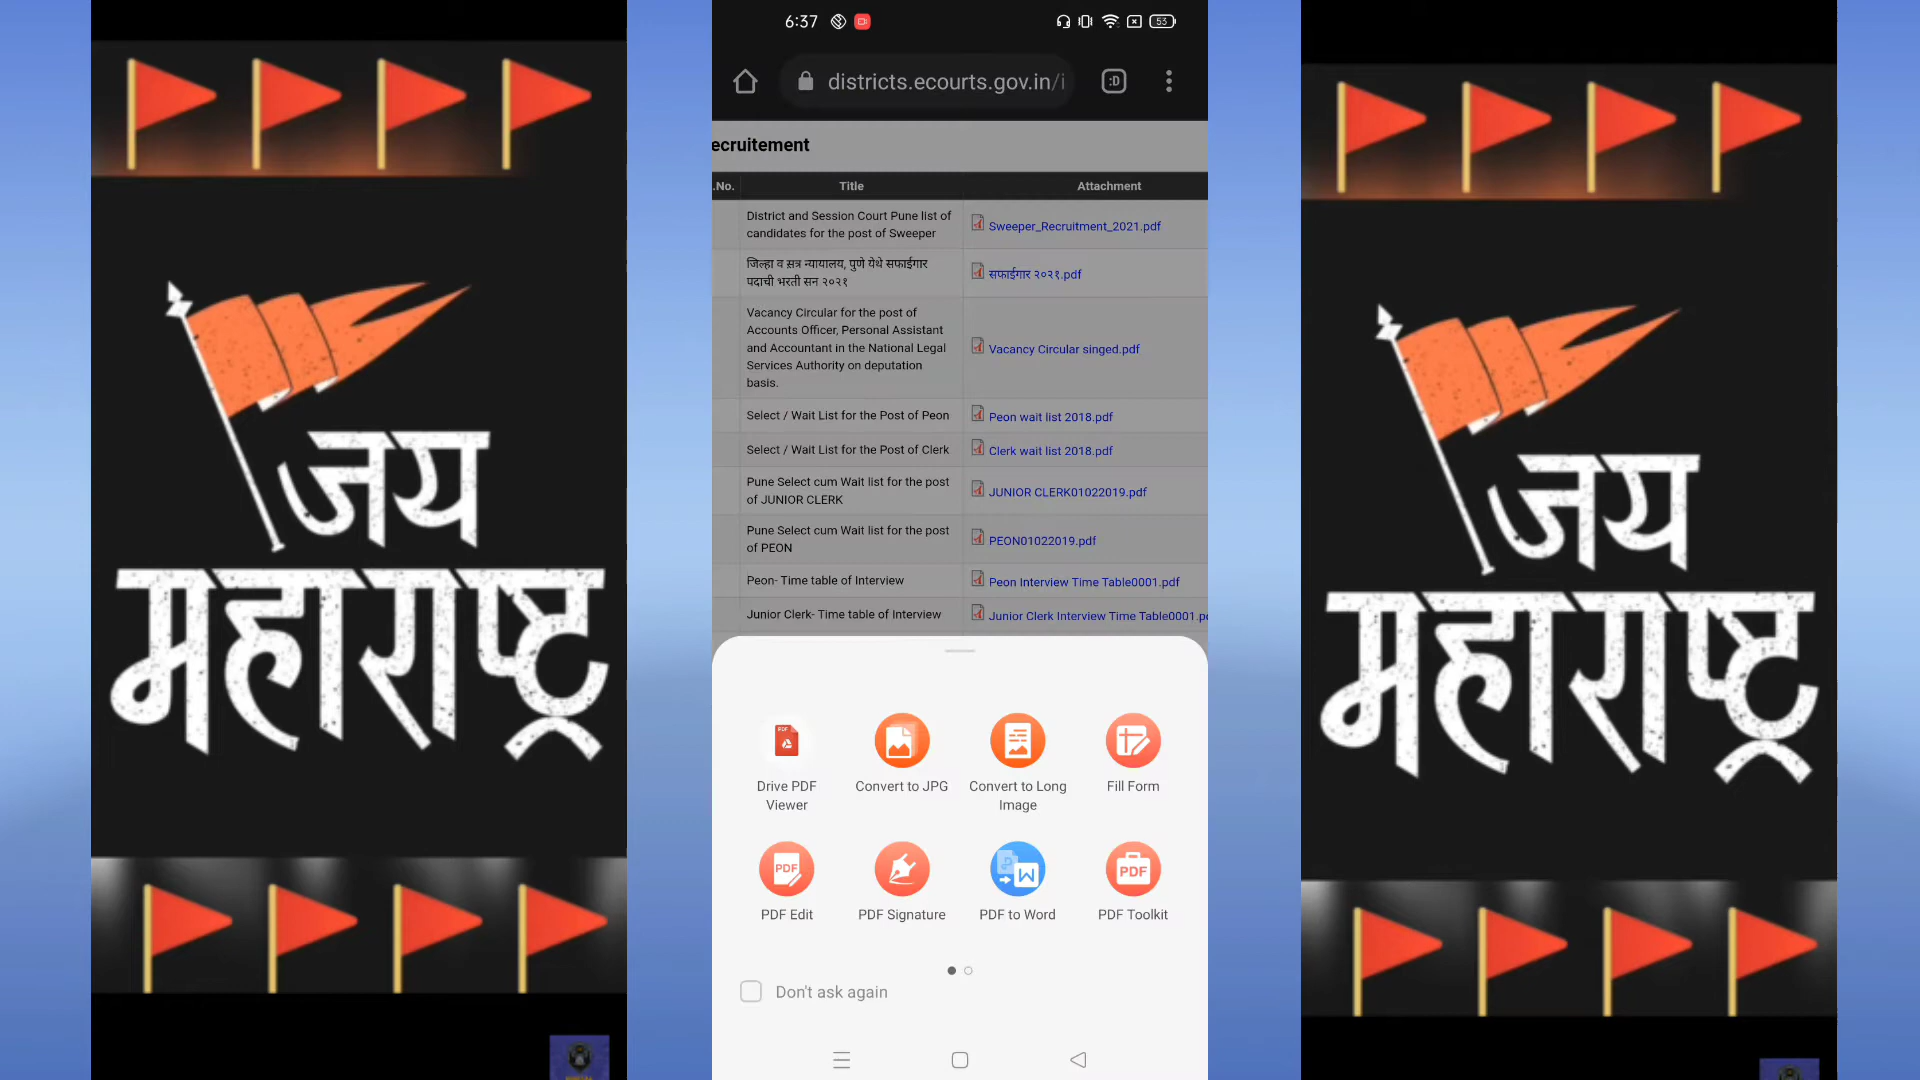 जय
महाराष्ट्र
6:37
53
districts.ecourts.gov.in/i
:D
ecruitement
.No.
Title
Attachment
District and Session Court Pune list of
candidates for the post of Sweeper
Sweeper_Recruitment_2021.pdf
जिल्हा व सत्र न्यायालय, पुणे येथे सफाईगार
पदाची भरती सन २०२१
सफाईगार २०२१.pdf
Vacancy Circular for the post of
Accounts Officer, Personal Assistant
and Accountant in the National Legal
Services Authority on deputation
basis.
Vacancy Circular singed.pdf
Select / Wait List for the Post of Peon
Peon wait list 2018.pdf
Select / Wait List for the Post of Clerk
Clerk wait list 2018.pdf
Pune Select cum Wait list for the post
of JUNIOR CLERK
JUNIOR CLERK01022019.pdf
Pune Select cum Wait list for the post
of PEON
PEON01022019.pdf
Peon- Time table of Interview
Peon Interview Time Table0001.pdf
Junior Clerk- Time table of Interview
Junior Clerk Interview Time Table0001.p
Drive PDF
Viewer
Convert to JPG
Convert to Long
Image
Fill Form
PDF Edit
PDF Signature
PDF to Word
PDF Toolkit
Don't ask again
जय
महाराष्ट्र